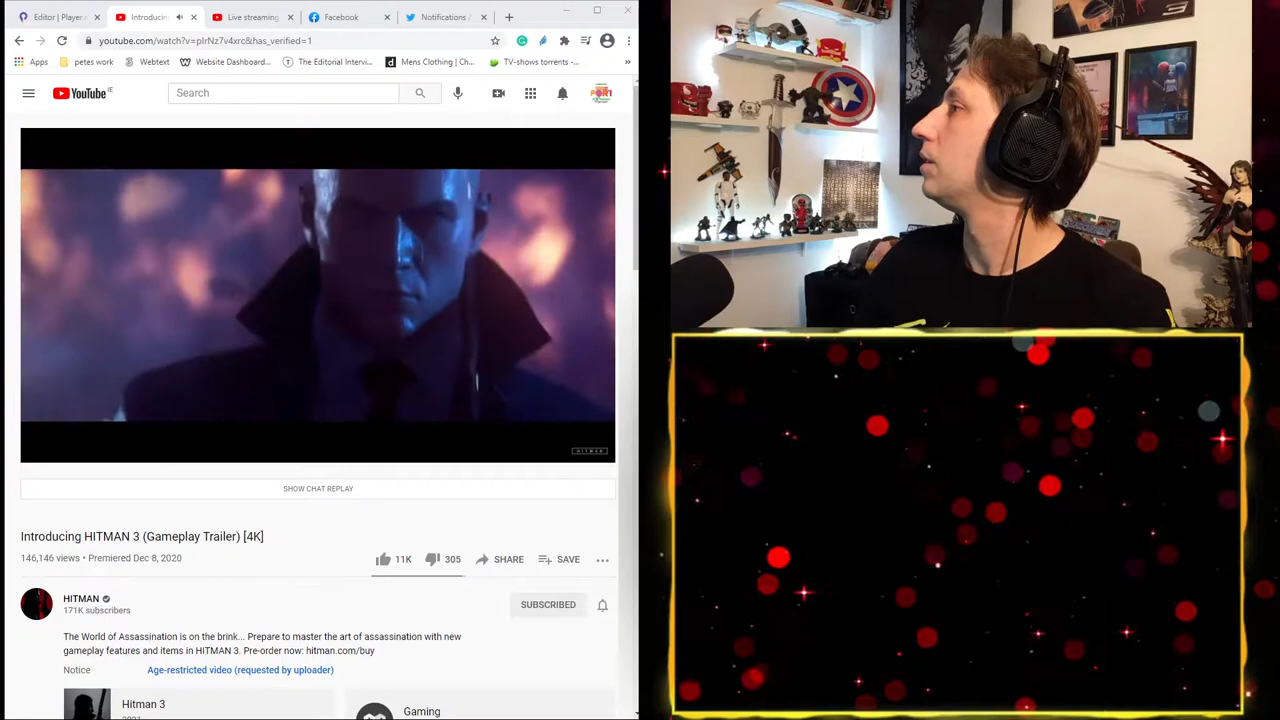 Editor | Player
Introducin
Live streaming
Facebook
Notifications /
youtube.com/watch?v=pIrNz7v4xrc&has_verified=1
Apps
petes work
Webtext
Website Dashboard...
The Editorial Intervi...
Mens Clothing | Ch...
TV-shows torrents -...
YouTube IE
Search
HITMAN
SHOW CHAT REPLAY
Introducing HITMAN 3 (Gameplay Trailer) [4K]
146,146 views • Premiered Dec 8, 2020
11K
305
SHARE
SAVE
HITMAN
171K subscribers
SUBSCRIBED
The World of Assassination is on the brink... Prepare to master the art of assassination with new
gameplay features and items in HITMAN 3. Pre-order now: hitman.com/buy
Notice
Age-restricted video (requested by uploader)
Hitman 3
2021
Gaming